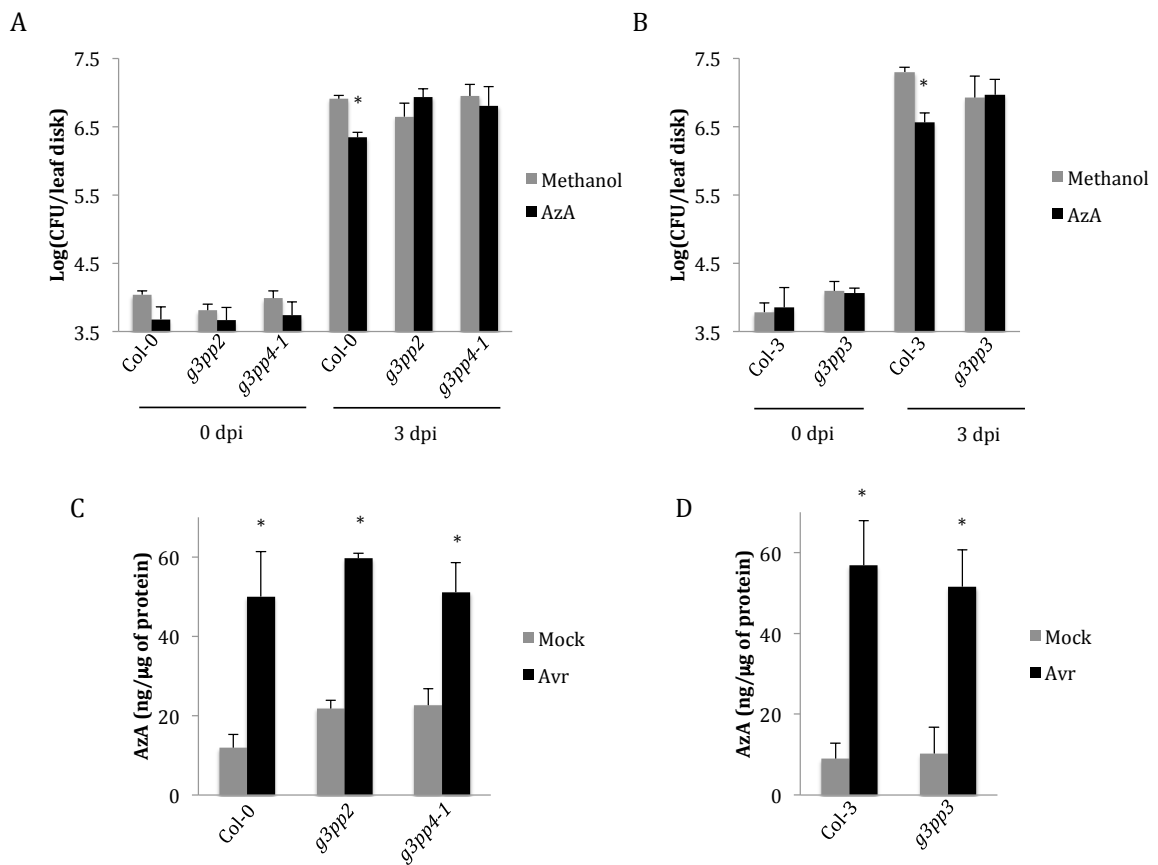 A
Log(CFU/leaf disk)
7.5
6.5
5.5
4.5
3.5
*
Methanol
AzA
Col-0
g3pp2
g3pp4-1
Col-0
g3pp2
g3pp4-1
0 dpi
3 dpi
B
Log(CFU/leaf disk)
7.5
6.5
5.5
4.5
3.5
*
Methanol
AzA
Col-3
g3pp3
Col-3
g3pp3
0 dpi
3 dpi
C
AzA (ng/μg of protein)
60
40
20
0
*
*
*
Mock
Avr
Col-0
g3pp2
g3pp4-1
D
AzA (ng/μg of protein)
60
40
20
0
*
*
Mock
Avr
Col-3
g3pp3